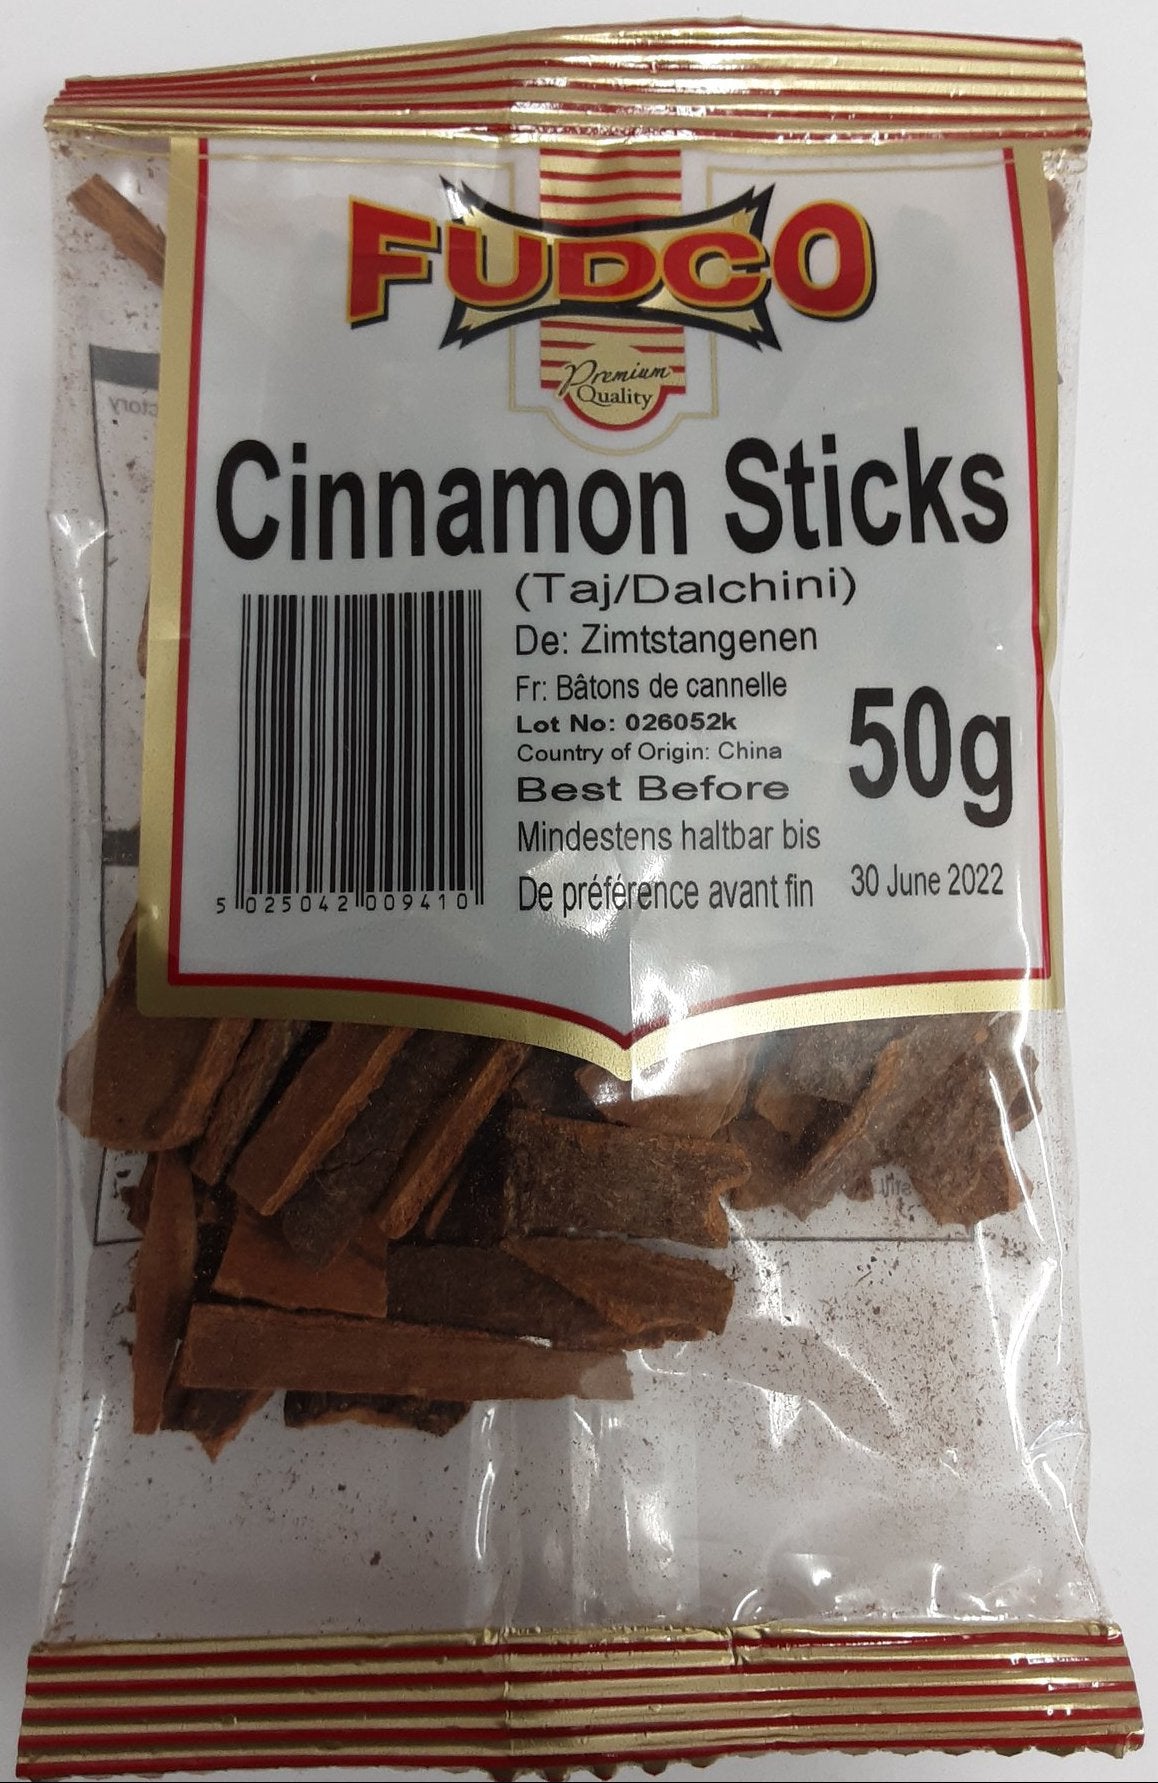 FUDCO
Premium
Quality
Cinnamon Sticks
(Taj/Dalchini)
De: Zimtstangenen
Fr: Bâtons de cannelle
Lot No: 026052k
Country of Origin: China
50g
Best Before
Mindestens haltbar bis
De préférence avant fin 30 June 2022
5 025042 009410